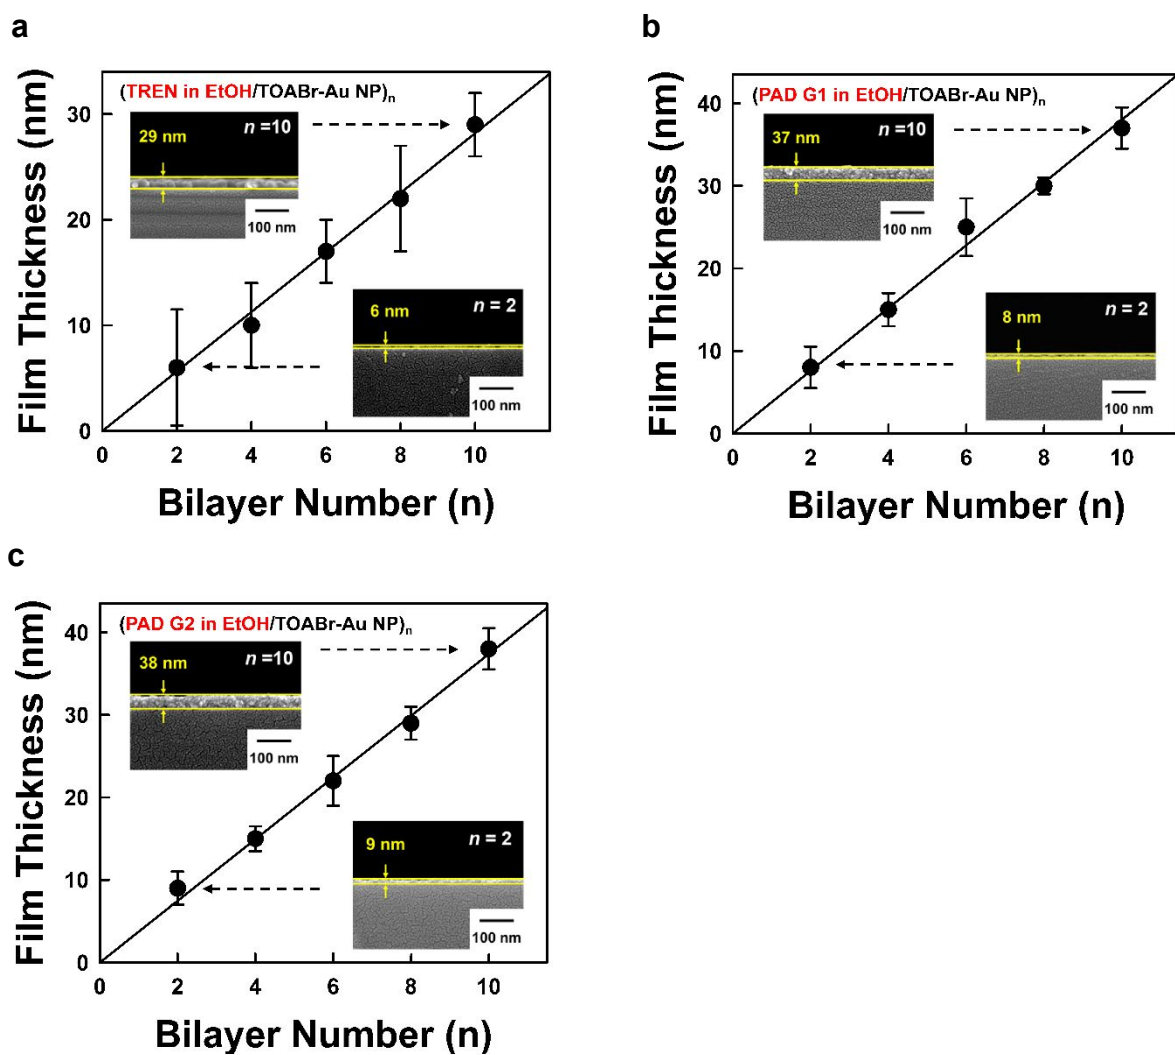 a
Film Thickness (nm)
30
20
10
0
(TREN in EtOH/TOABr-Au NP)n
29 nm
n =10
100 nm
6 nm
n = 2
100 nm
0 2 4 6 8 10
Bilayer Number (n)
b
Film Thickness (nm)
40
30
20
10
0
(PAD G1 in EtOH/TOABr-Au NP)n
37 nm
n =10
100 nm
8 nm
n = 2
100 nm
0 2 4 6 8 10
Bilayer Number (n)
c
Film Thickness (nm)
40
30
20
10
0
(PAD G2 in EtOH/TOABr-Au NP)n
38 nm
n =10
100 nm
9 nm
n = 2
100 nm
0 2 4 6 8 10
Bilayer Number (n)